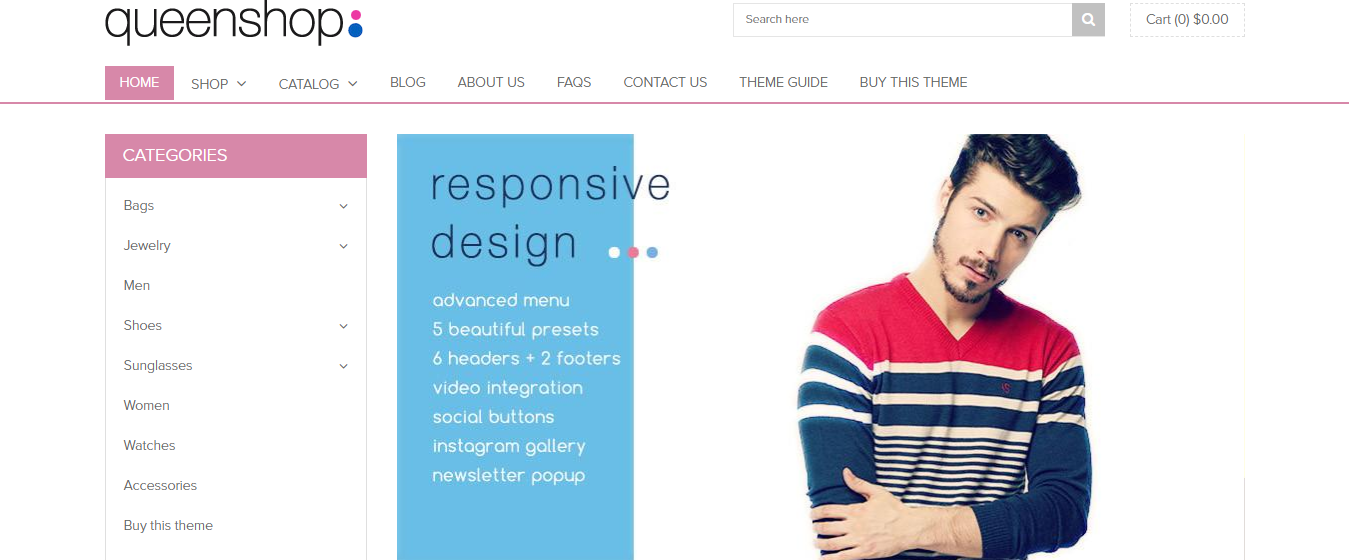 queenshop:
Search here
Cart (0) $0.00
HOME
SHOP
CATALOG
BLOG
ABOUT US
FAQS
CONTACT US
THEME GUIDE
BUY THIS THEME
CATEGORIES
Bags
Jewelry
Men
Shoes
Sunglasses
Women
Watches
Accessories
Buy this theme
responsive
design
advanced menu
5 beautiful presets
6 headers + 2 footers
video integration
social buttons
instagram gallery
newsletter popup